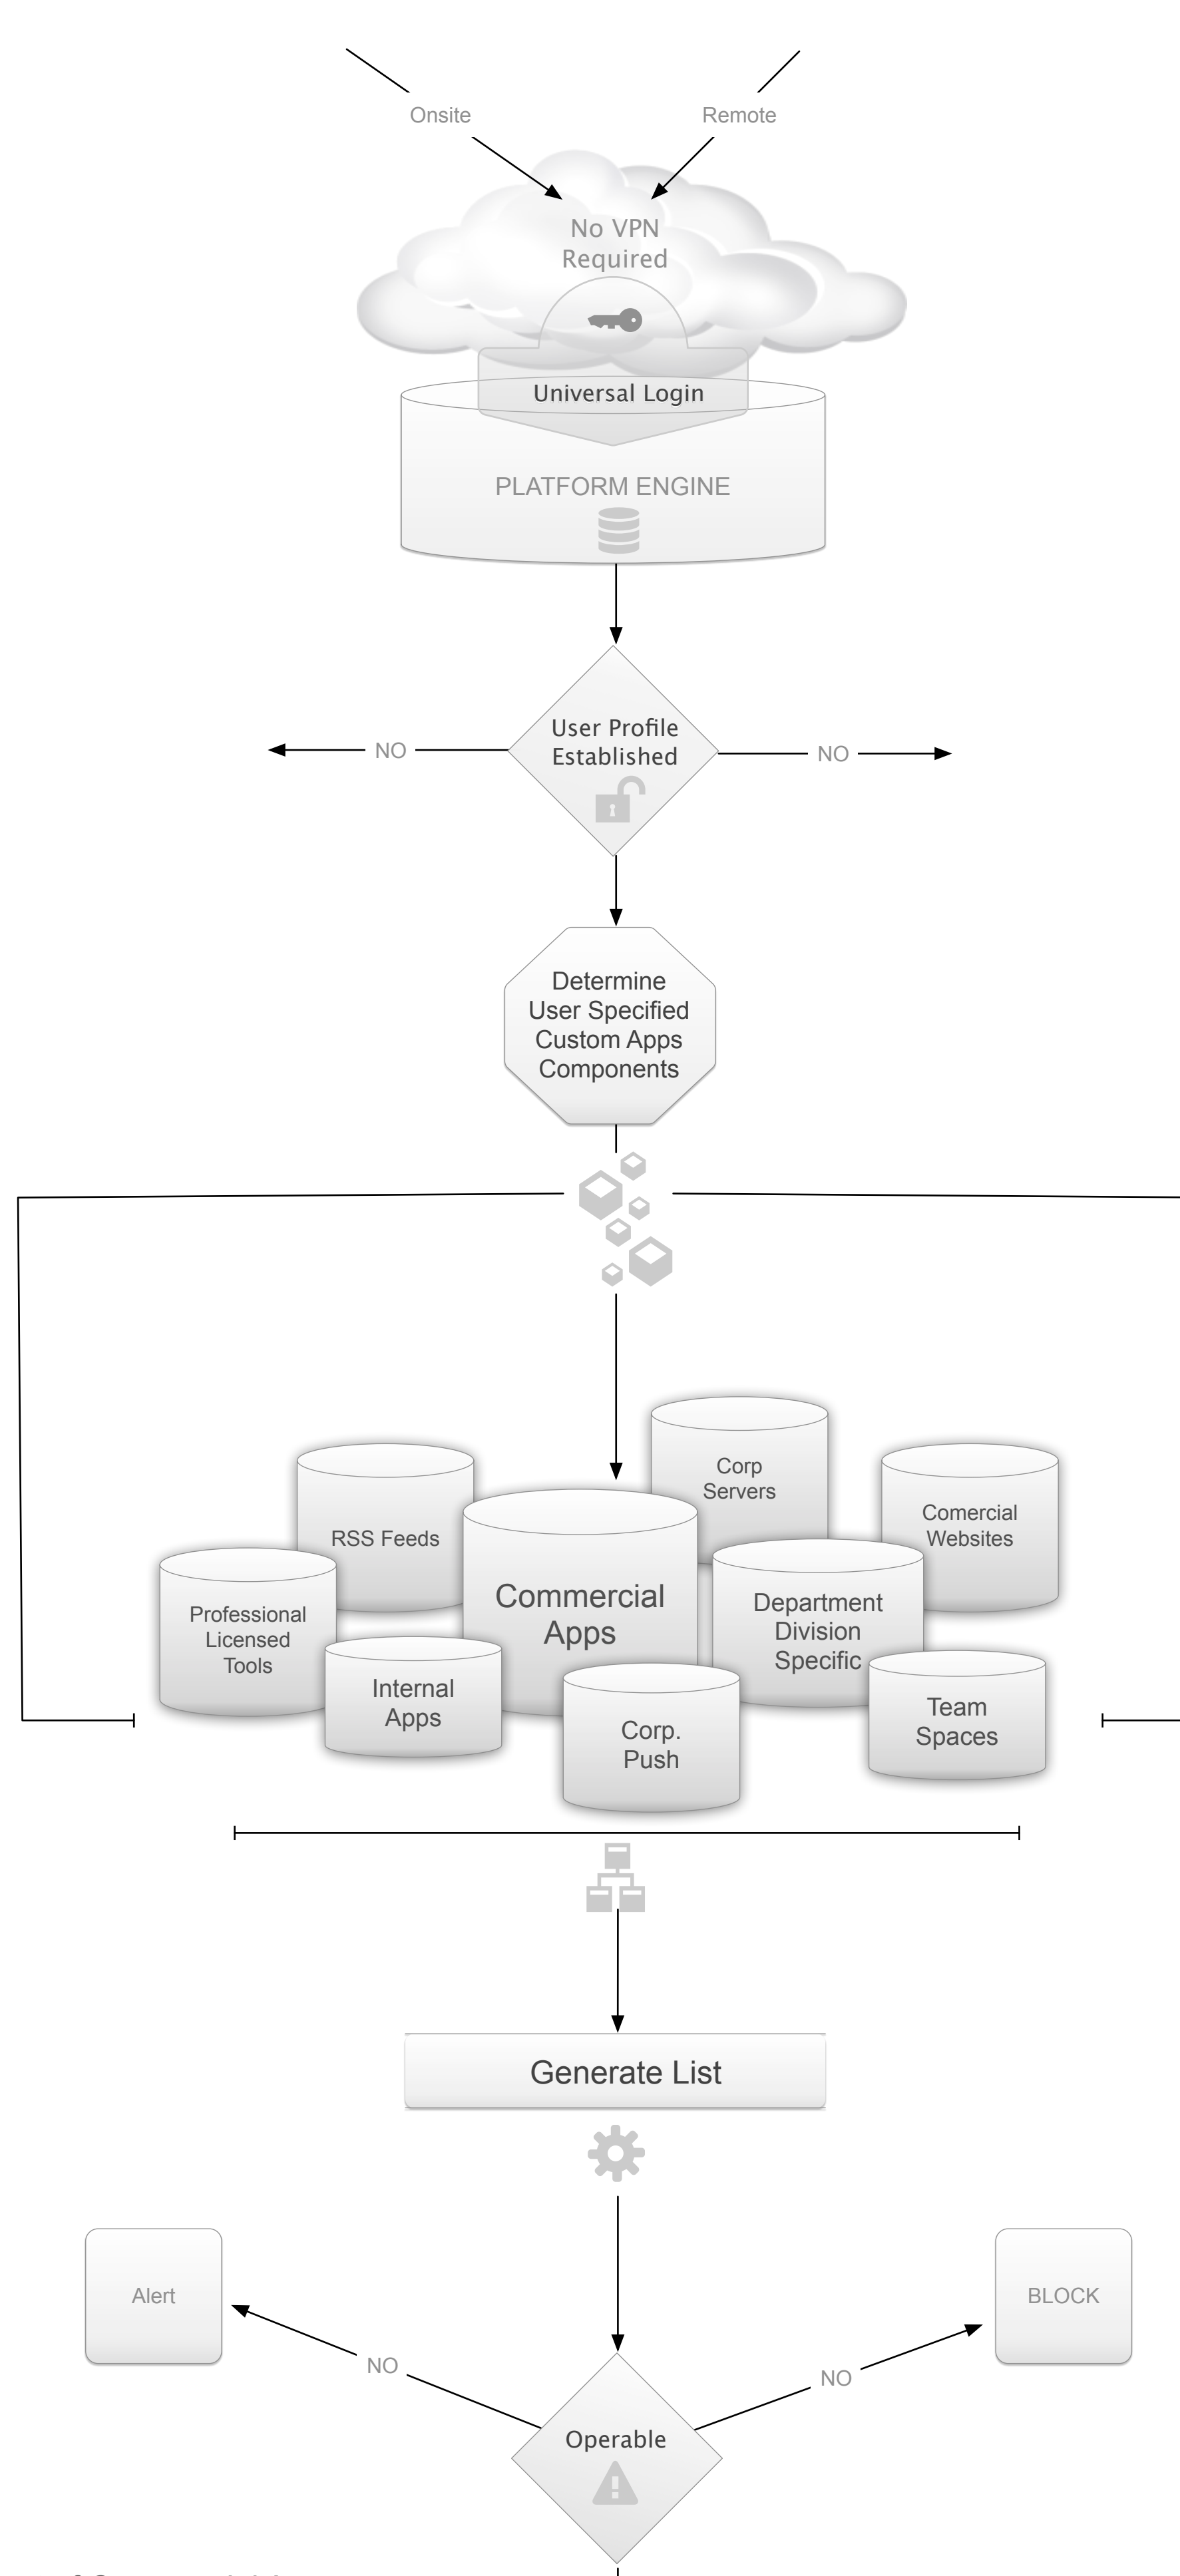 Onsite
Remote
No VPN
Required
Universal Login
PLATFORM ENGINE
User Profile
Established
NO
NO
Determine
User Specified
Custom Apps
Components
Corp
Servers
RSS Feeds
Comercial
Websites
Commercial
Apps
Department
Division
Specific
Professional
Licensed
Tools
Internal
Apps
Team
Spaces
Corp.
Push
Generate List
Alert
BLOCK
NO
NO
Operable